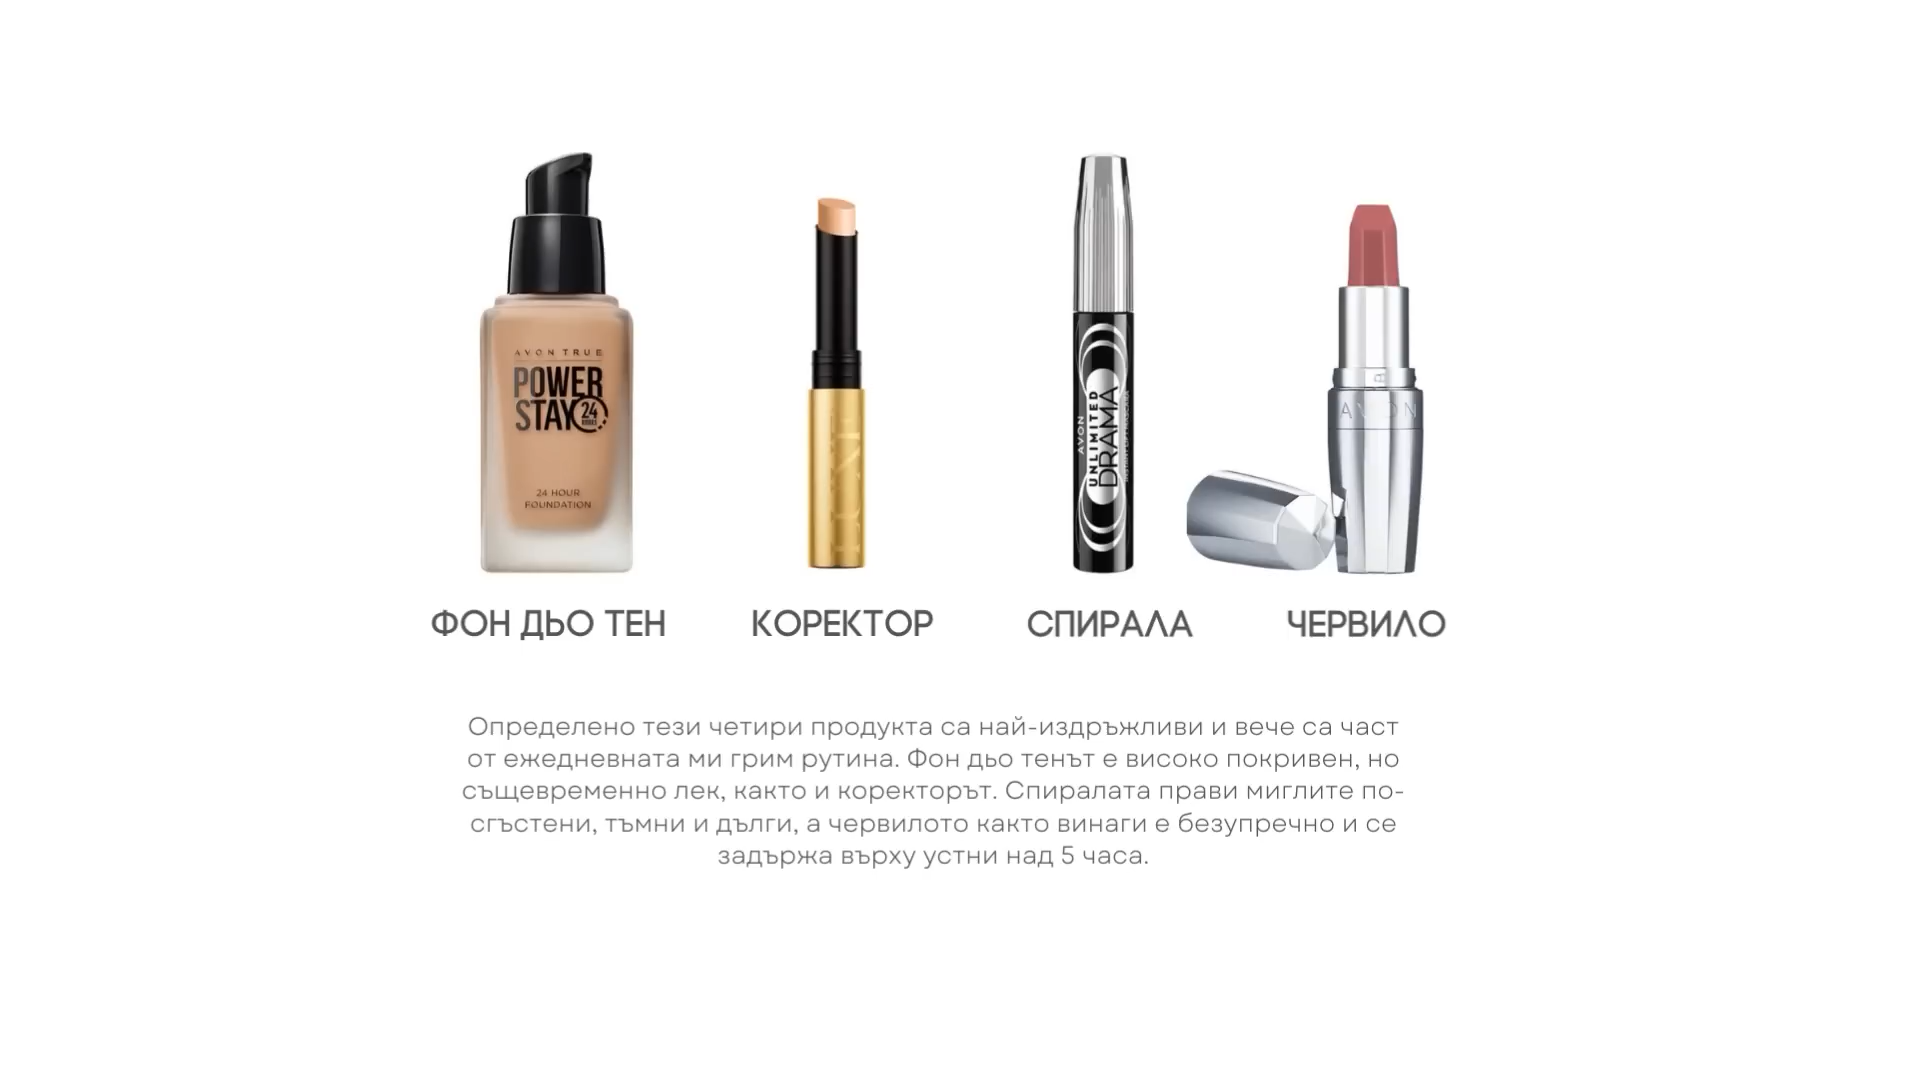 AVON TRUE
POWER
STAY 24
HOURS
24 HOUR
FOUNDATION
LUXE
AVON
UNLIMITED
DRAMA
AVON
ФОН ДЬО ТЕН
КОРЕКТОР
СПИРАЛА
ЧЕРВИЛО
Определено тези четири продукта са най-издръжливи и вече са част
от ежедневната ми грим рутина. Фон дьо тенът е високо покривен, но
същевременно лек, както и коректорът. Спиралата прави миглите по-
сгъстени, тъмни и дълги, а червилото както винаги е безупречно и се
задържа върху устни над 5 часа.